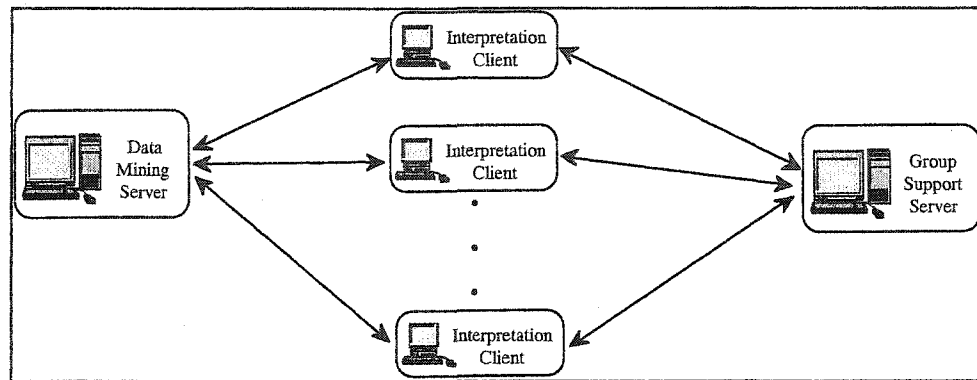 Interpretation
Client
Data
Mining
Server
Interpretation
Client
Group
Support
Server
Interpretation
Client